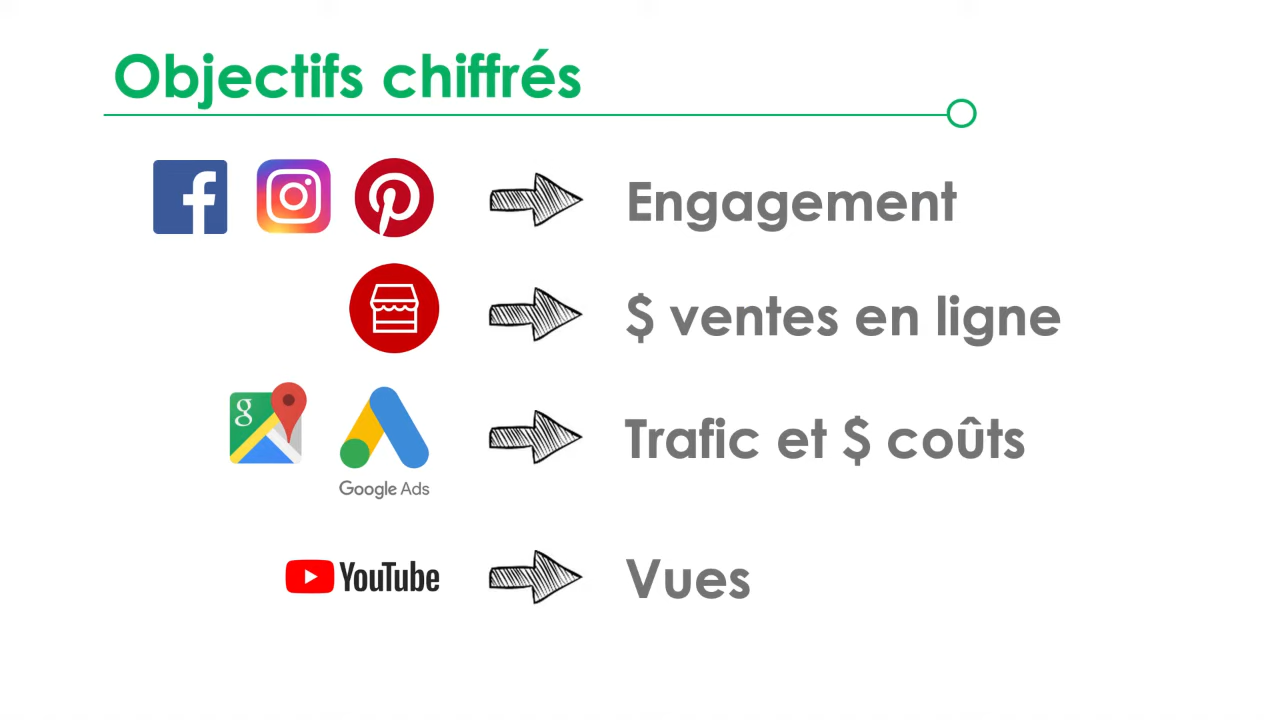 Objectifs chiffrés
Engagement
$ ventes en ligne
g
Trafic et $ coûts
Google Ads
YouTube
Vues